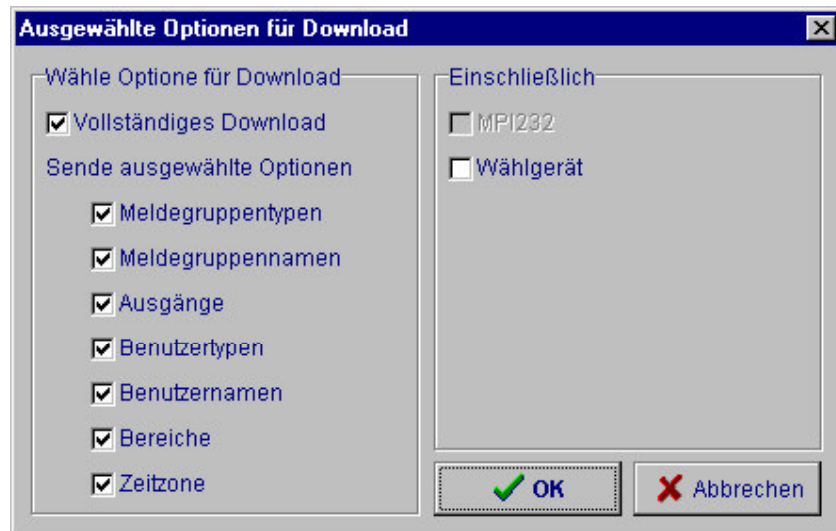 Ausgewählte Optionen für Download
Wähle Optione für Download
Vollständiges Download
Sende ausgewählte Optionen
Meldegruppentypen
Meldegruppennamen
Ausgänge
Benutzertypen
Benutzernamen
Bereiche
Zeitzone
Einschließlich
MPI232
Wählgerät
OK
Abbrechen